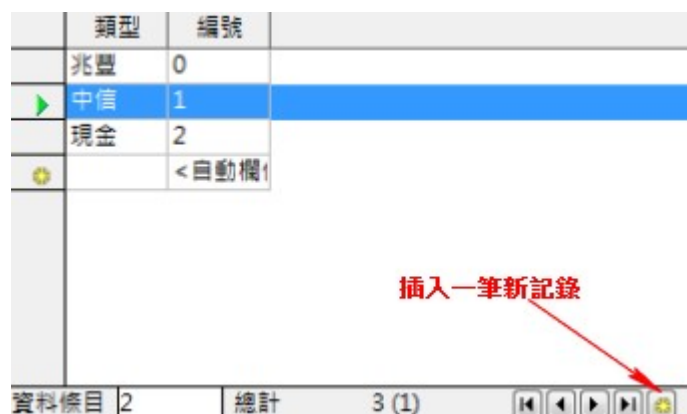 類型 編號
兆豐 0
中信 1
現金 2
<自動欄
插入一筆新記錄
資料條目 2 總計 3 (1)